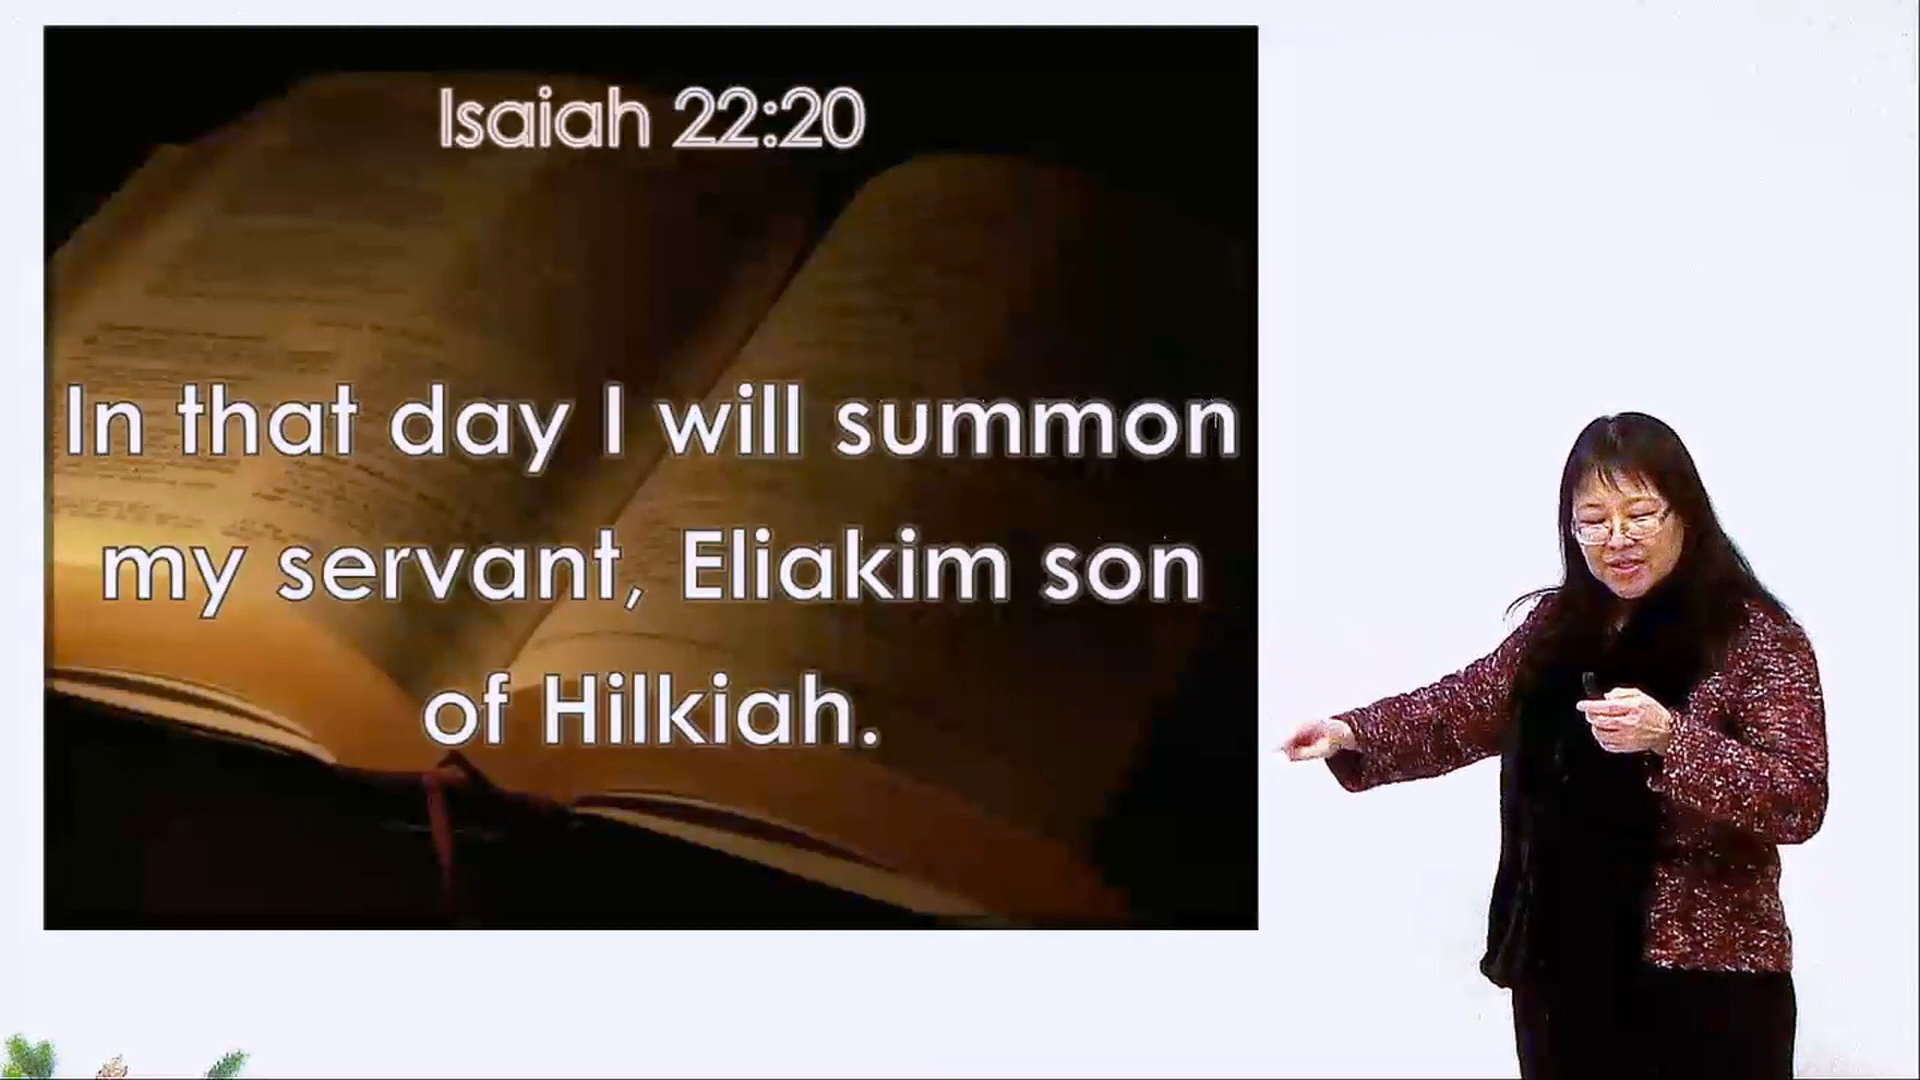 Isaiah 22:20
In that day I will summon
my servant, Eliakim son
of Hilkiah.